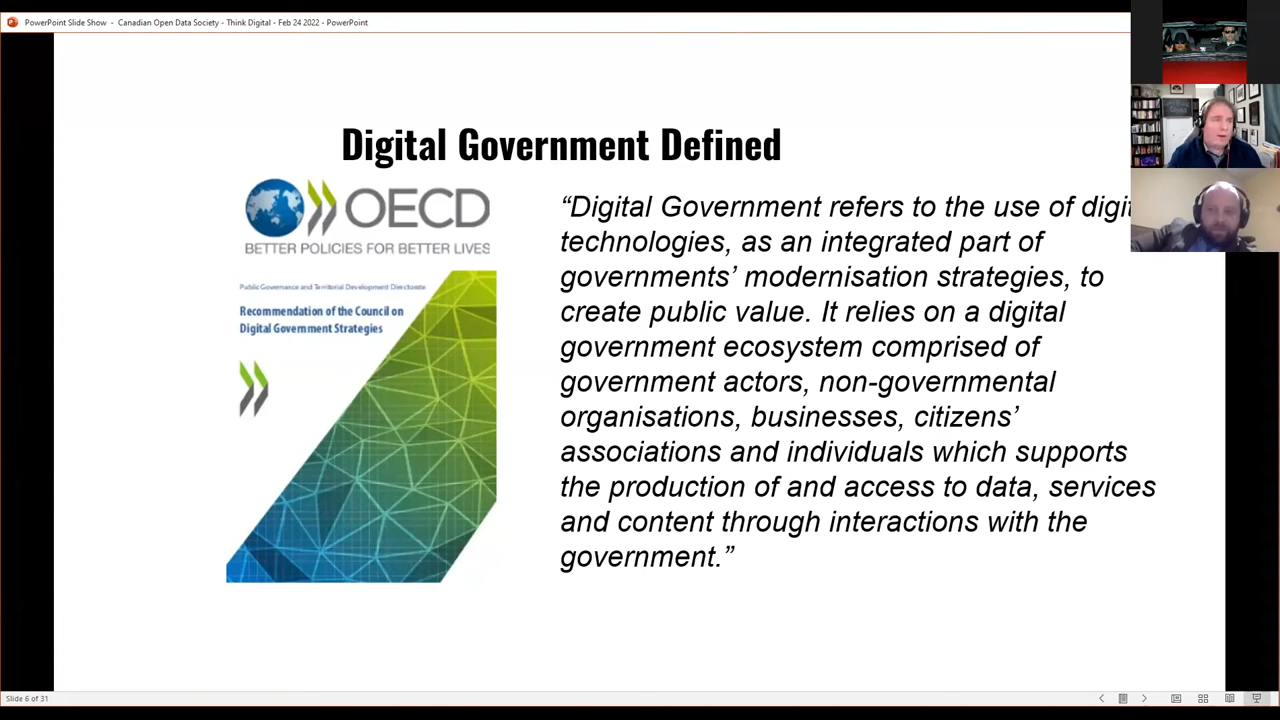 PowerPoint Slide Show - Canadian Open Data Society - Think Digital - Feb 24 2022 - PowerPoint
Digital Government Defined
OECD
BETTER POLICIES FOR BETTER LIVES
Public Governance and Territorial Development Directorate
Recommendation of the Council on
Digital Government Strategies
“Digital Government refers to the use of
technologies, as an integrated part of
governments’ modernisation strategies, to
create public value. It relies on a digital
government ecosystem comprised of
government actors, non-governmental
organisations, businesses, citizens’
associations and individuals which supports
the production of and access to data, services
and content through interactions with the
government.”
Slide 6 of 31